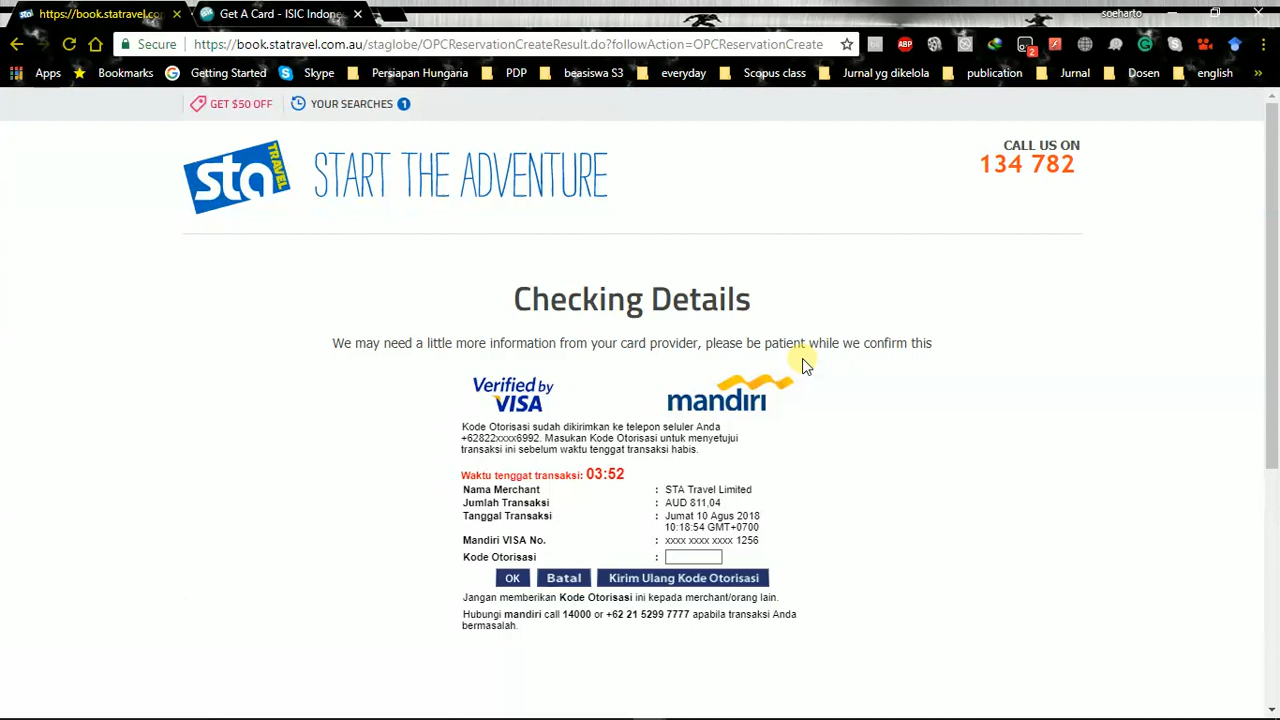 https://book.statravel.com
Get A Card - ISIC Indone
soeharto
Secure
https://book.statravel.com.au/staglobe/OPCReservationCreateResult.do?followAction=OPCReservationCreate
Apps
Bookmarks
Getting Started
Skype
Persiapan Hungaria
PDP
beasiswa S3
everyday
Scopus class
Jurnal yg dikelola
publication
Jurnal
Dosen
english
»
GET $50 OFF
YOUR SEARCHES 1
sta TRAVEL
START THE ADVENTURE
CALL US ON
134 782
Checking Details
We may need a little more information from your card provider, please be patient while we confirm this
Verified by
VISA
mandiri
Kode Otorisasi sudah dikirimkan ke telepon seluler Anda
+62822xxxx6992. Masukan Kode Otorisasi untuk menyetujui
transaksi ini sebelum waktu tenggat transaksi habis.
Waktu tenggat transaksi: 03:52
Nama Merchant : STA Travel Limited
Jumlah Transaksi : AUD 811,04
Tanggal Transaksi : Jumat 10 Agus 2018
10:18:54 GMT+0700
Mandiri VISA No. : xxxx xxxx xxxx 1256
Kode Otorisasi :
OK Batal Kirim Ulang Kode Otorisasi
Jangan memberikan Kode Otorisasi ini kepada merchant/orang lain.
Hubungi mandiri call 14000 or +62 21 5299 7777 apabila transaksi Anda
bermasalah.